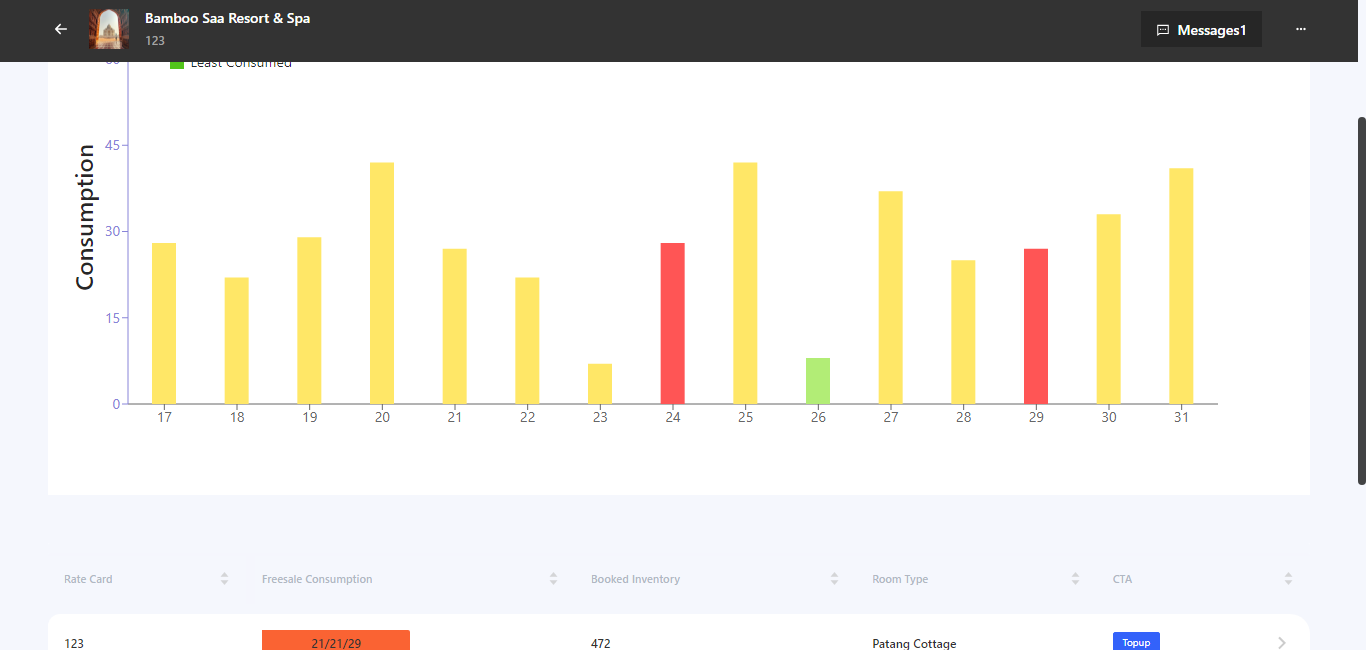 Bamboo Saa Resort & Spa
123
Messages1
60
Least Consumed
Consumption
45
30
15
0
17 18 19 20 21 22 23 24 25 26 27 28 29 30 31
Rate Card Freesale Consumption Booked Inventory Room Type CTA
123 21/21/29 472 Patang Cottage Topup